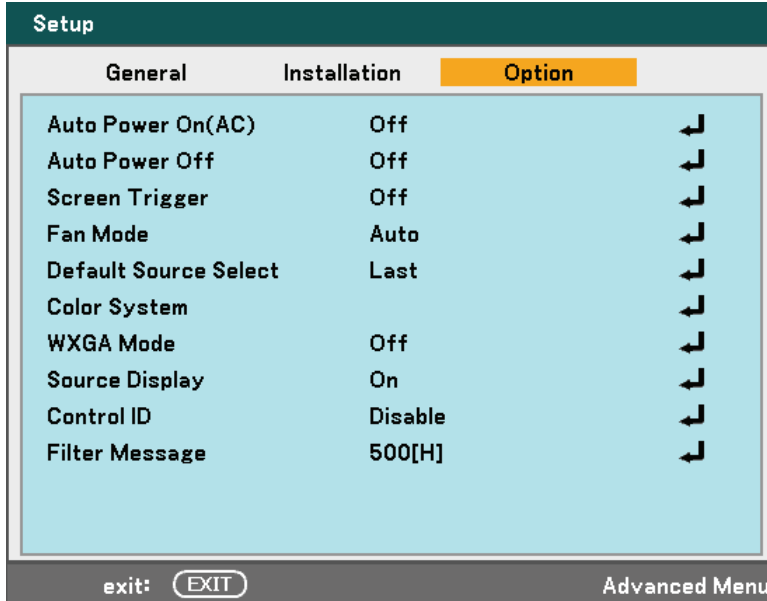 Setup
General Installation Option
Auto Power On(AC) Off
Auto Power Off Off
Screen Trigger Off
Fan Mode Auto
Default Source Select Last
Color System
WXGA Mode Off
Source Display On
Control ID Disable
Filter Message 500[H]
exit: EXIT Advanced Menu